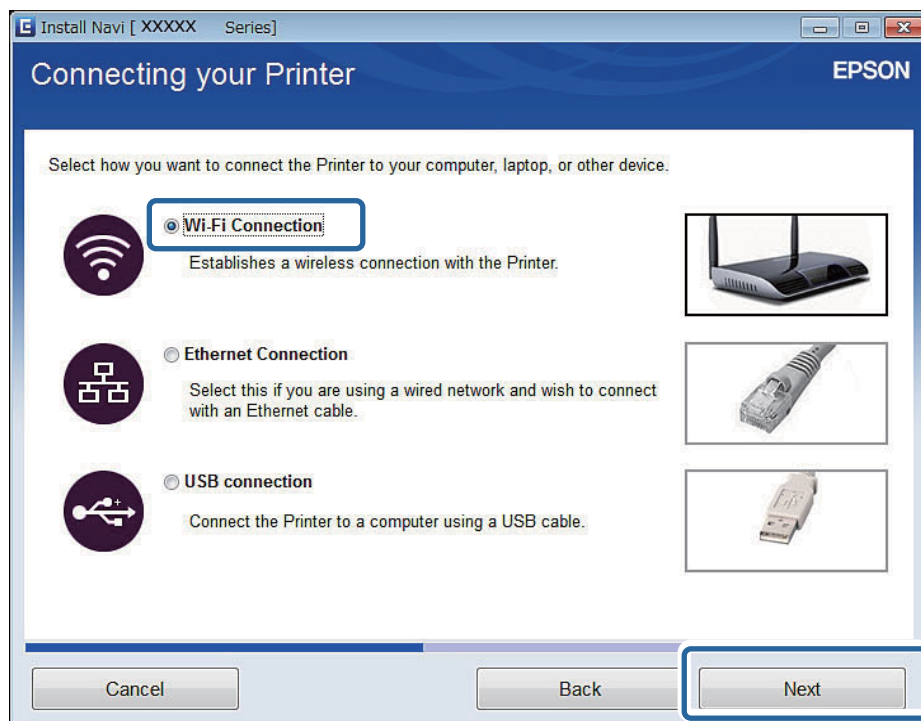 Install Navi [ XXXXX Series]
Connecting your Printer
EPSON
Select how you want to connect the Printer to your computer, laptop, or other device.
Wi-Fi Connection
Establishes a wireless connection with the Printer.
Ethernet Connection
Select this if you are using a wired network and wish to connect
with an Ethernet cable.
USB connection
Connect the Printer to a computer using a USB cable.
Cancel
Back
Next